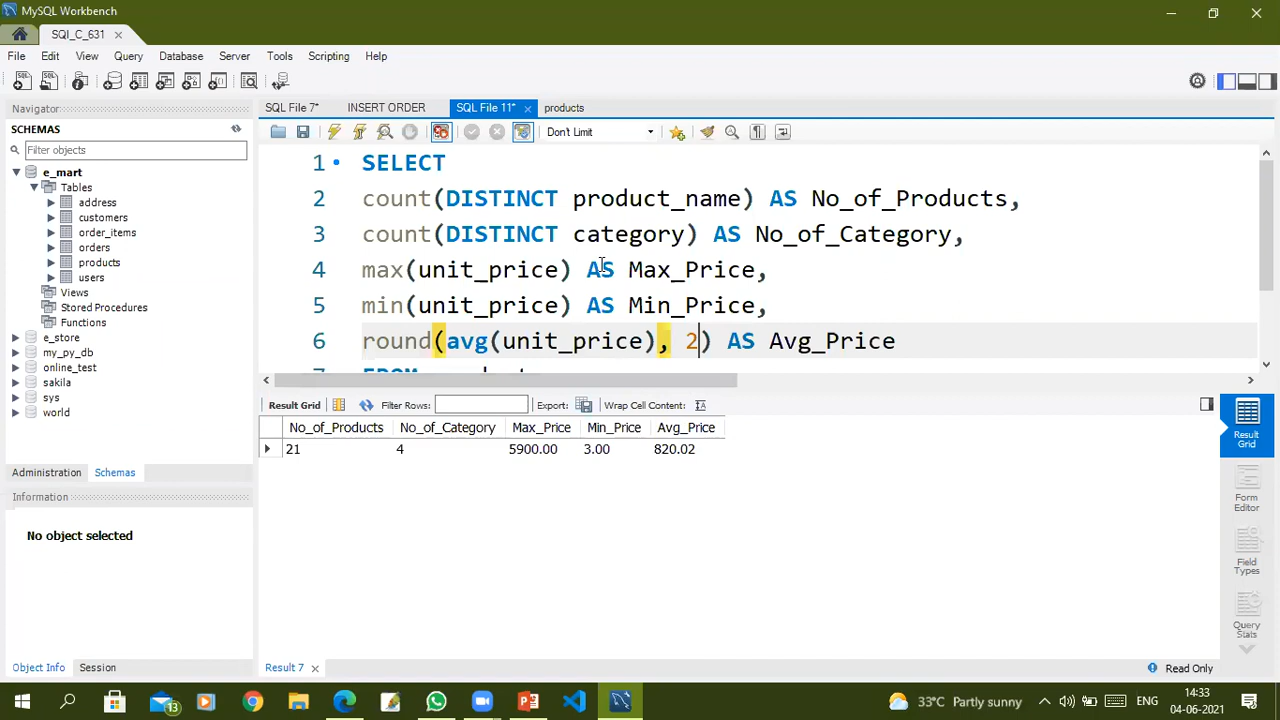 MySQL Workbench
SQl_C_631
File Edit View Query Database Server Tools Scripting Help
Navigator
SCHEMAS
Filter objects
e_mart
Tables
address
customers
order_items
orders
products
users
Views
Stored Procedures
Functions
e_store
my_py_db
online_test
sakila
sys
world
Administration Schemas
Information
No object selected
Object Info Session
SQL File 7* INSERT ORDER SQL File 11* products
Don't Limit
1 SELECT
2 count(DISTINCT product_name) AS No_of_Products,
3 count(DISTINCT category) AS No_of_Category,
4 max(unit_price) AS Max_Price,
5 min(unit_price) AS Min_Price,
6 round(avg(unit_price), 2) AS Avg_Price
Result Grid Filter Rows: Export: Wrap Cell Content:
No_of_Products No_of_Category Max_Price Min_Price Avg_Price
21 4 5900.00 3.00 820.02
Result
Grid
Form
Editor
Field
Types
Query
Stats
Result 7
Read Only
13
33°C Partly sunny
ENG
14:33
04-06-2021